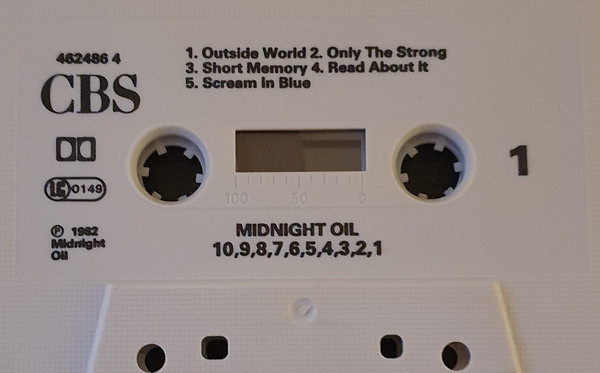 462486 4
CBS
1. Outside World 2. Only The Strong
3. Short Memory 4. Read About It
5. Scream In Blue
LC 0149
1
100 50 0
℗ 1982
Midnight
Oil
MIDNIGHT OIL
10,9,8,7,6,5,4,3,2,1